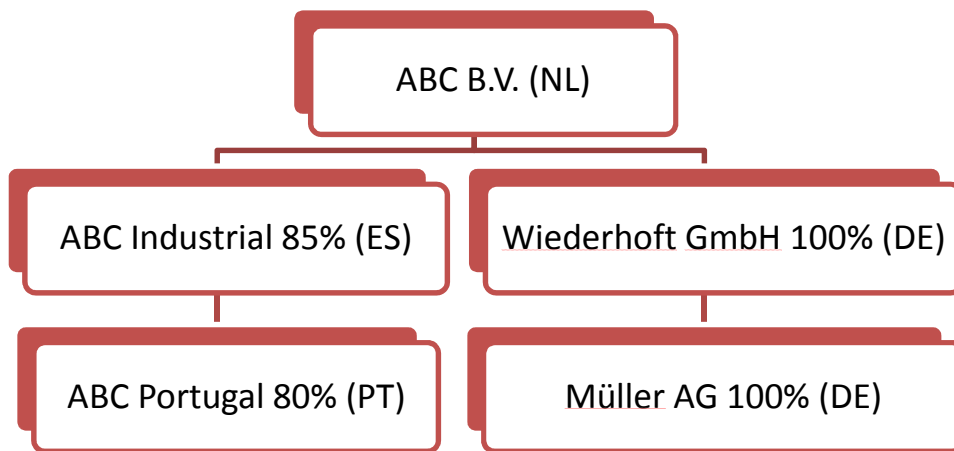 ABC B.V. (NL)
ABC Industrial 85% (ES)
Wiederhoft GmbH 100% (DE)
ABC Portugal 80% (PT)
Müller AG 100% (DE)